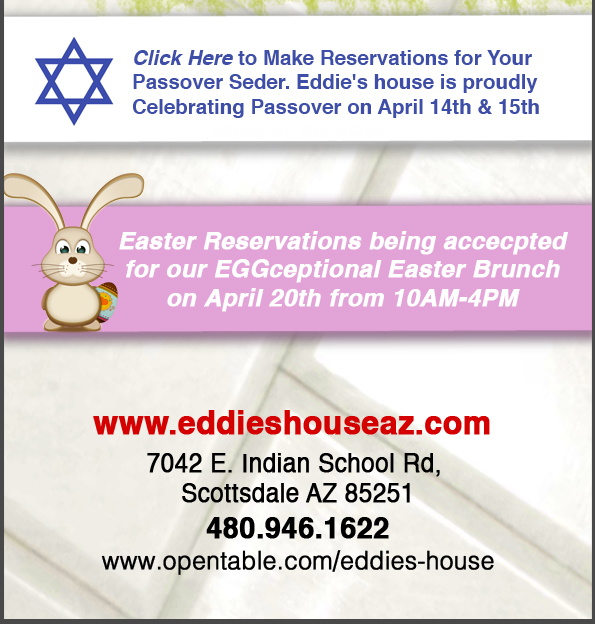 Click Here to Make Reservations for Your
Passover Seder. Eddie's house is proudly
Celebrating Passover on April 14th & 15th
Easter Reservations being accecpted
for our EGGceptional Easter Brunch
on April 20th from 10AM-4PM
www.eddieshouseaz.com
7042 E. Indian School Rd,
Scottsdale AZ 85251
480.946.1622
www.opentable.com/eddies-house